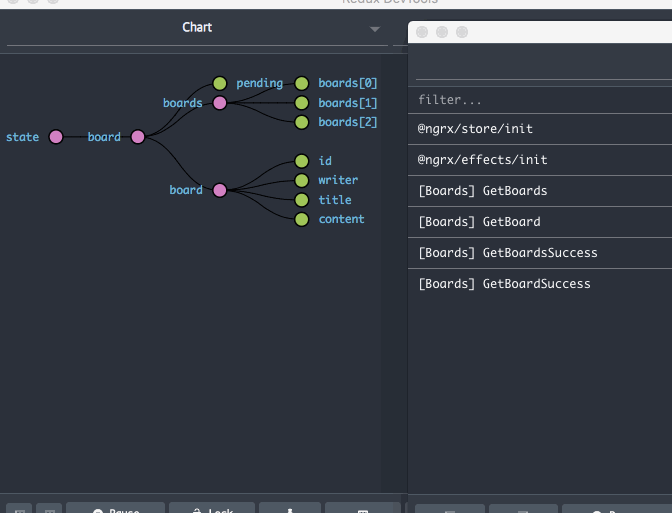 Redux DevTools
Chart
pending
boards[0]
boards
boards[1]
boards[2]
state
board
id
board
writer
title
content
filter...
@ngrx/store/init
@ngrx/effects/init
[Boards] GetBoards
[Boards] GetBoard
[Boards] GetBoardsSuccess
[Boards] GetBoardSuccess
Pause
Lock